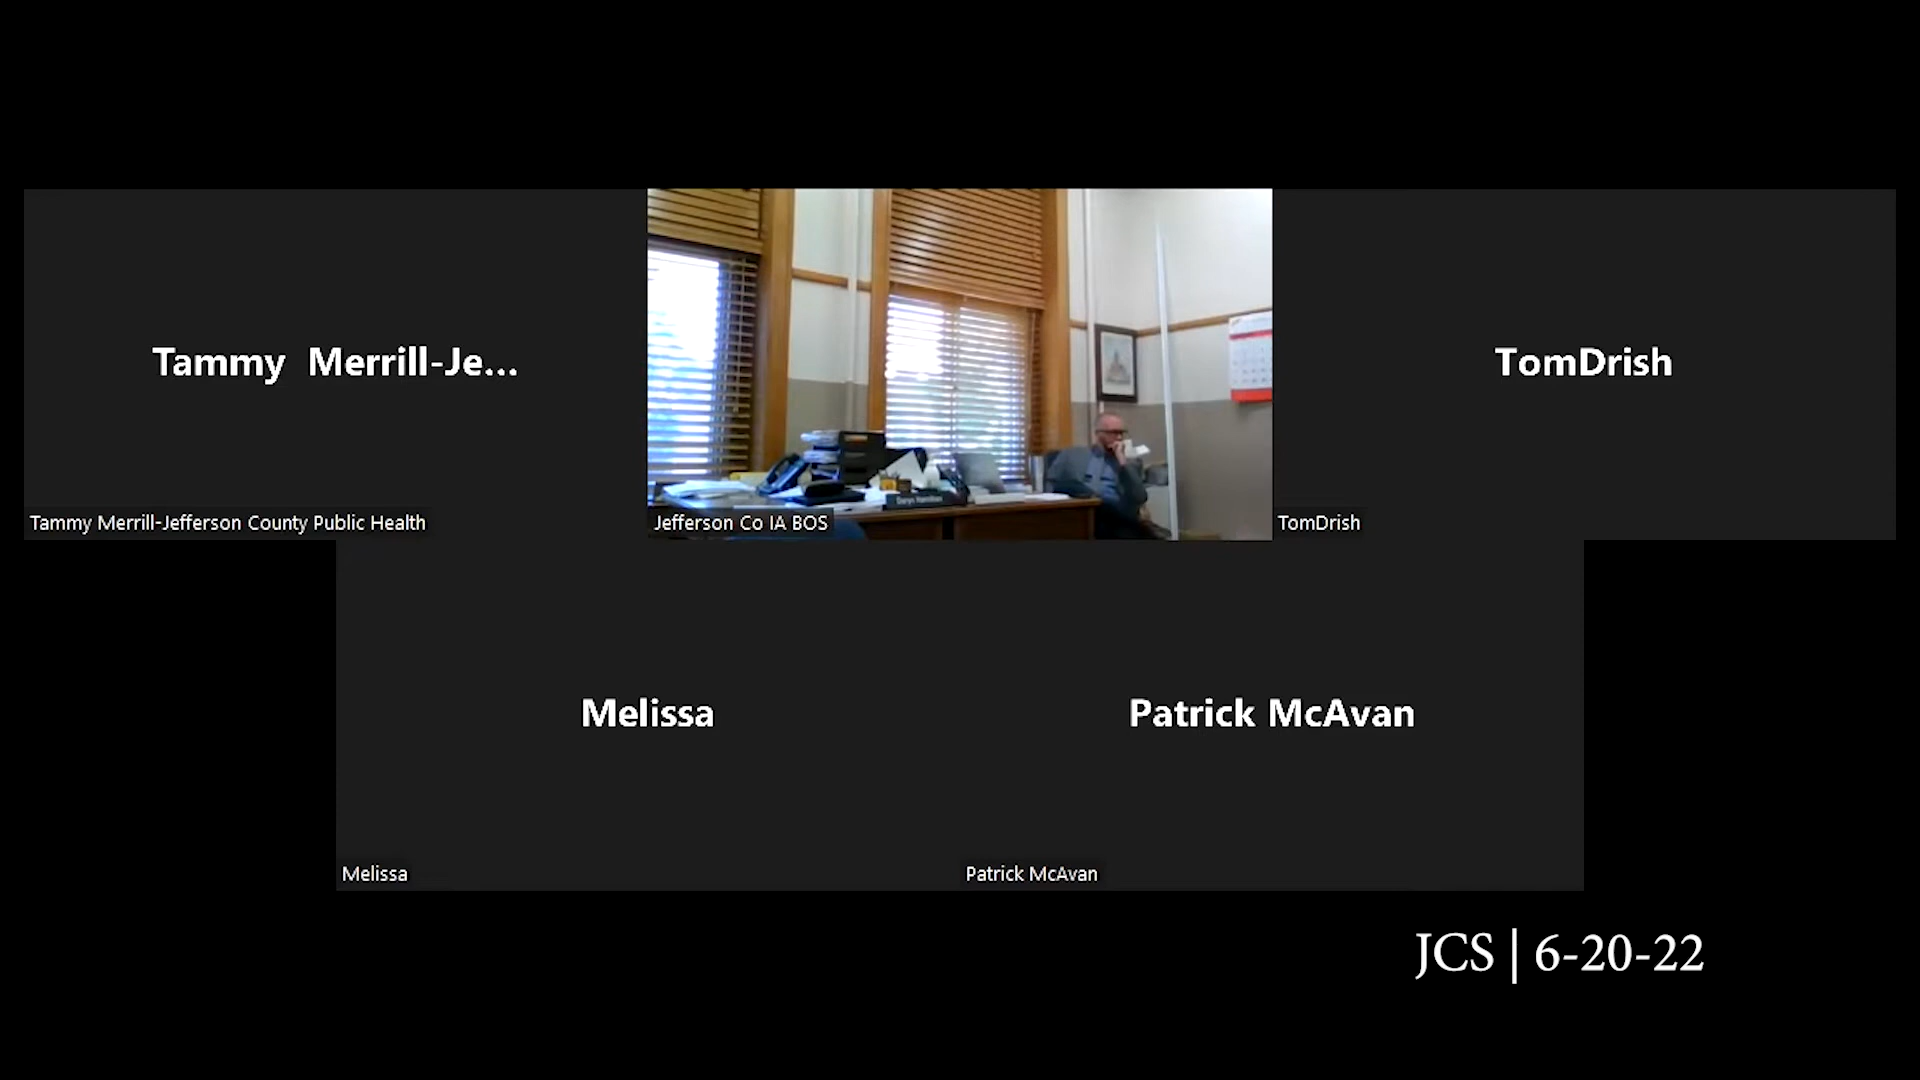 Tammy  Merrill-Je...
Tammy Merrill-Jefferson County Public Health
Jefferson Co IA BOS
TomDrish
TomDrish
Melissa
Melissa
Patrick McAvan
Patrick McAvan
JCS | 6-20-22